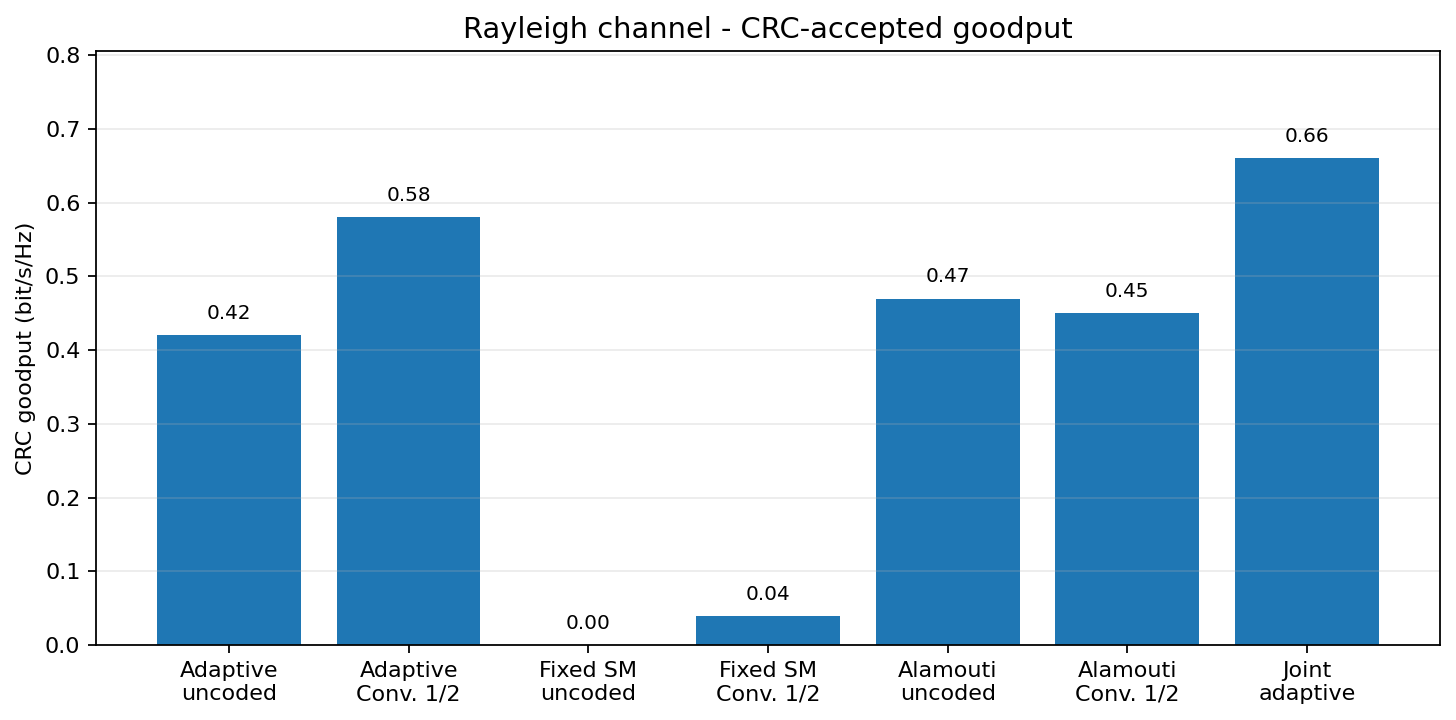 Rayleigh channel - CRC-accepted goodput
CRC goodput (bit/s/Hz)
0.8
0.7
0.6
0.5
0.4
0.3
0.2
0.1
0.0
0.42
0.58
0.00
0.04
0.47
0.45
0.66
Adaptive
uncoded
Adaptive
Conv. 1/2
Fixed SM
uncoded
Fixed SM
Conv. 1/2
Alamouti
uncoded
Alamouti
Conv. 1/2
Joint
adaptive